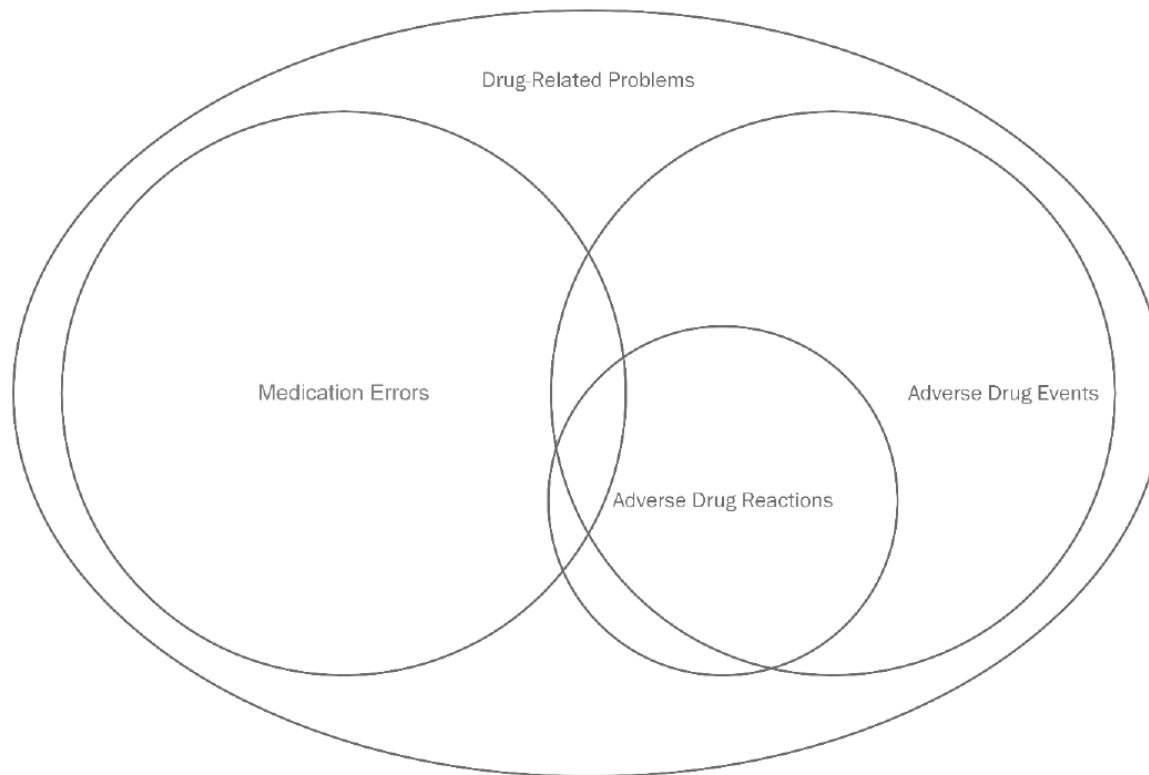 Drug-Related Problems
Medication Errors
Adverse Drug Events
Adverse Drug Reactions